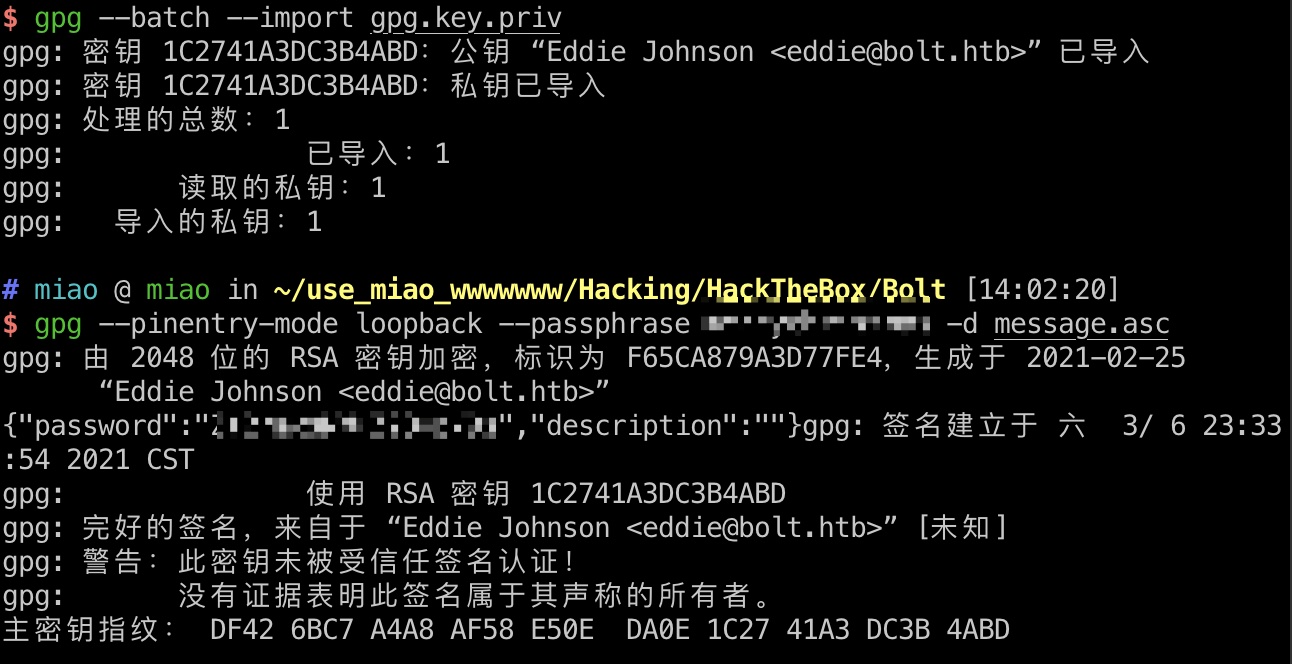 $ gpg --batch --import gpg.key.priv
gpg: 密钥 1C2741A3DC3B4ABD：公钥 “Eddie Johnson <eddie@bolt.htb>” 已导入
gpg: 密钥 1C2741A3DC3B4ABD：私钥已导入
gpg: 处理的总数：1
gpg:               已导入：1
gpg:       读取的私钥：1
gpg:   导入的私钥：1
# miao @ miao in ~/use_miao_wwwwwww/Hacking/HackTheBox/Bolt [14:02:20]
$ gpg --pinentry-mode loopback --passphrase -d message.asc
gpg: 由 2048 位的 RSA 密钥加密，标识为 F65CA879A3D77FE4，生成于 2021-02-25
      “Eddie Johnson <eddie@bolt.htb>”
{"password":"","description":""}gpg: 签名建立于 六  3/ 6 23:33
:54 2021 CST
gpg:               使用 RSA 密钥 1C2741A3DC3B4ABD
gpg: 完好的签名，来自于 “Eddie Johnson <eddie@bolt.htb>” [未知]
gpg: 警告：此密钥未被受信任签名认证！
gpg:       没有证据表明此签名属于其声称的所有者。
主密钥指纹： DF42 6BC7 A4A8 AF58 E50E  DA0E 1C27 41A3 DC3B 4ABD